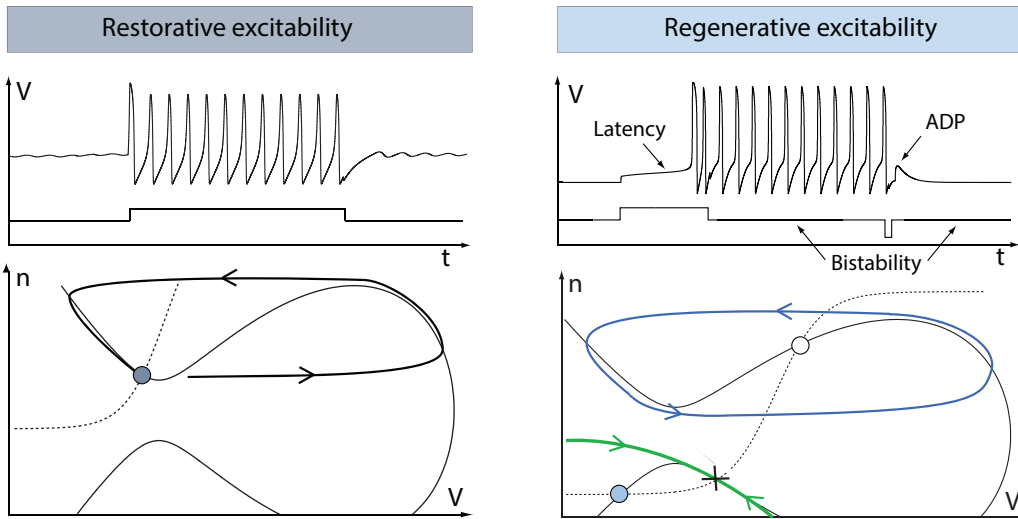 Restorative excitability
V
t
n
V
Regenerative excitability
V
Latency
ADP
Bistability
t
n
V